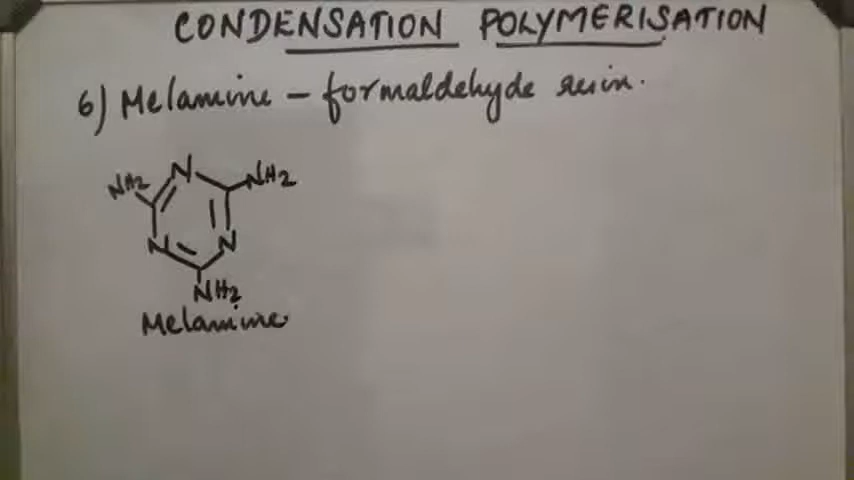 CONDENSATION POLYMERISATION
6) Melamine - formaldehyde resin.
N
NH2
NH2
N
N
NH2
Melamine